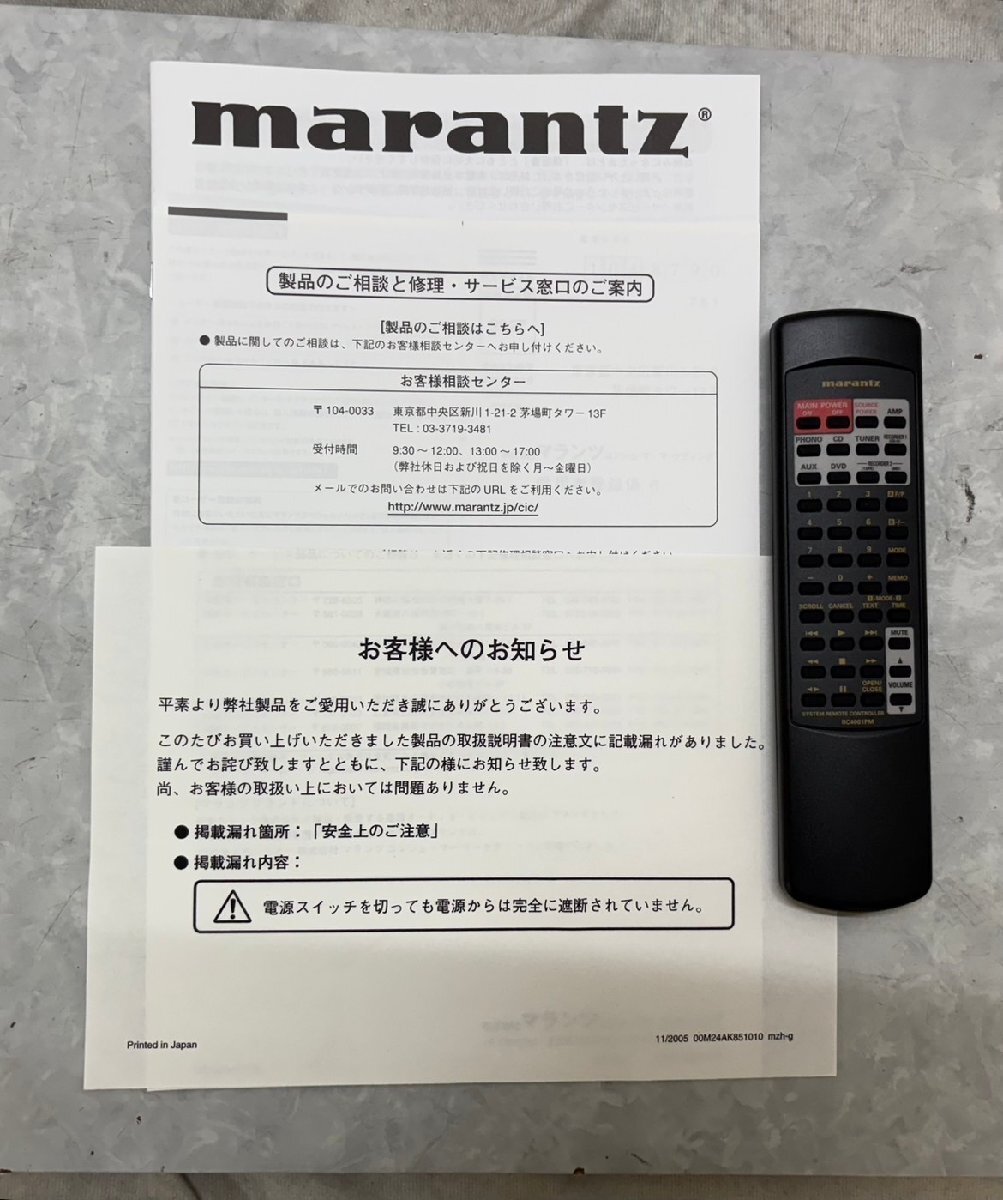 marantz®
製品のご相談と修理・サービス窓口のご案内
[製品のご相談はこちらへ]
● 製品に関してのご相談は、下記のお客様相談センターへお申し付けください。
お客様相談センター
〒104-0033 東京都中央区新川1-21-2 茅場町タワー 13F
TEL : 03-3719-3481
受付時間 9:30～12:00、13:00～17:00
（弊社休日および祝日を除く月～金曜日）
メールでのお問い合わせは下記の URL をご利用ください。
http://www.marantz.jp/cic/
お客様へのお知らせ
平素より弊社製品をご愛用いただき誠にありがとうございます。
このたびお買い上げいただきました製品の取扱説明書の注意文に記載漏れがありました。
謹んでお詫び致しますとともに、下記の様にお知らせ致します。
尚、お客様の取扱い上においては問題ありません。
● 掲載漏れ箇所：「安全上のご注意」
● 掲載漏れ内容：
電源スイッチを切っても電源からは完全に遮断されていません。
Printed in Japan
11/2005 00M24AK851010 mzh-g
marantz
MAIN POWER SOURCE
ON OFF POWER AMP
PHONO CD TUNER
AUX DVD
1 2 3
4 5 6
7 8 9 MODE
– 0 + MEMO
MODE
SCROLL CANCEL TEXT TIME
MUTE
OPEN/
CLOSE VOLUME
SYSTEM REMOTE CONTROLLER